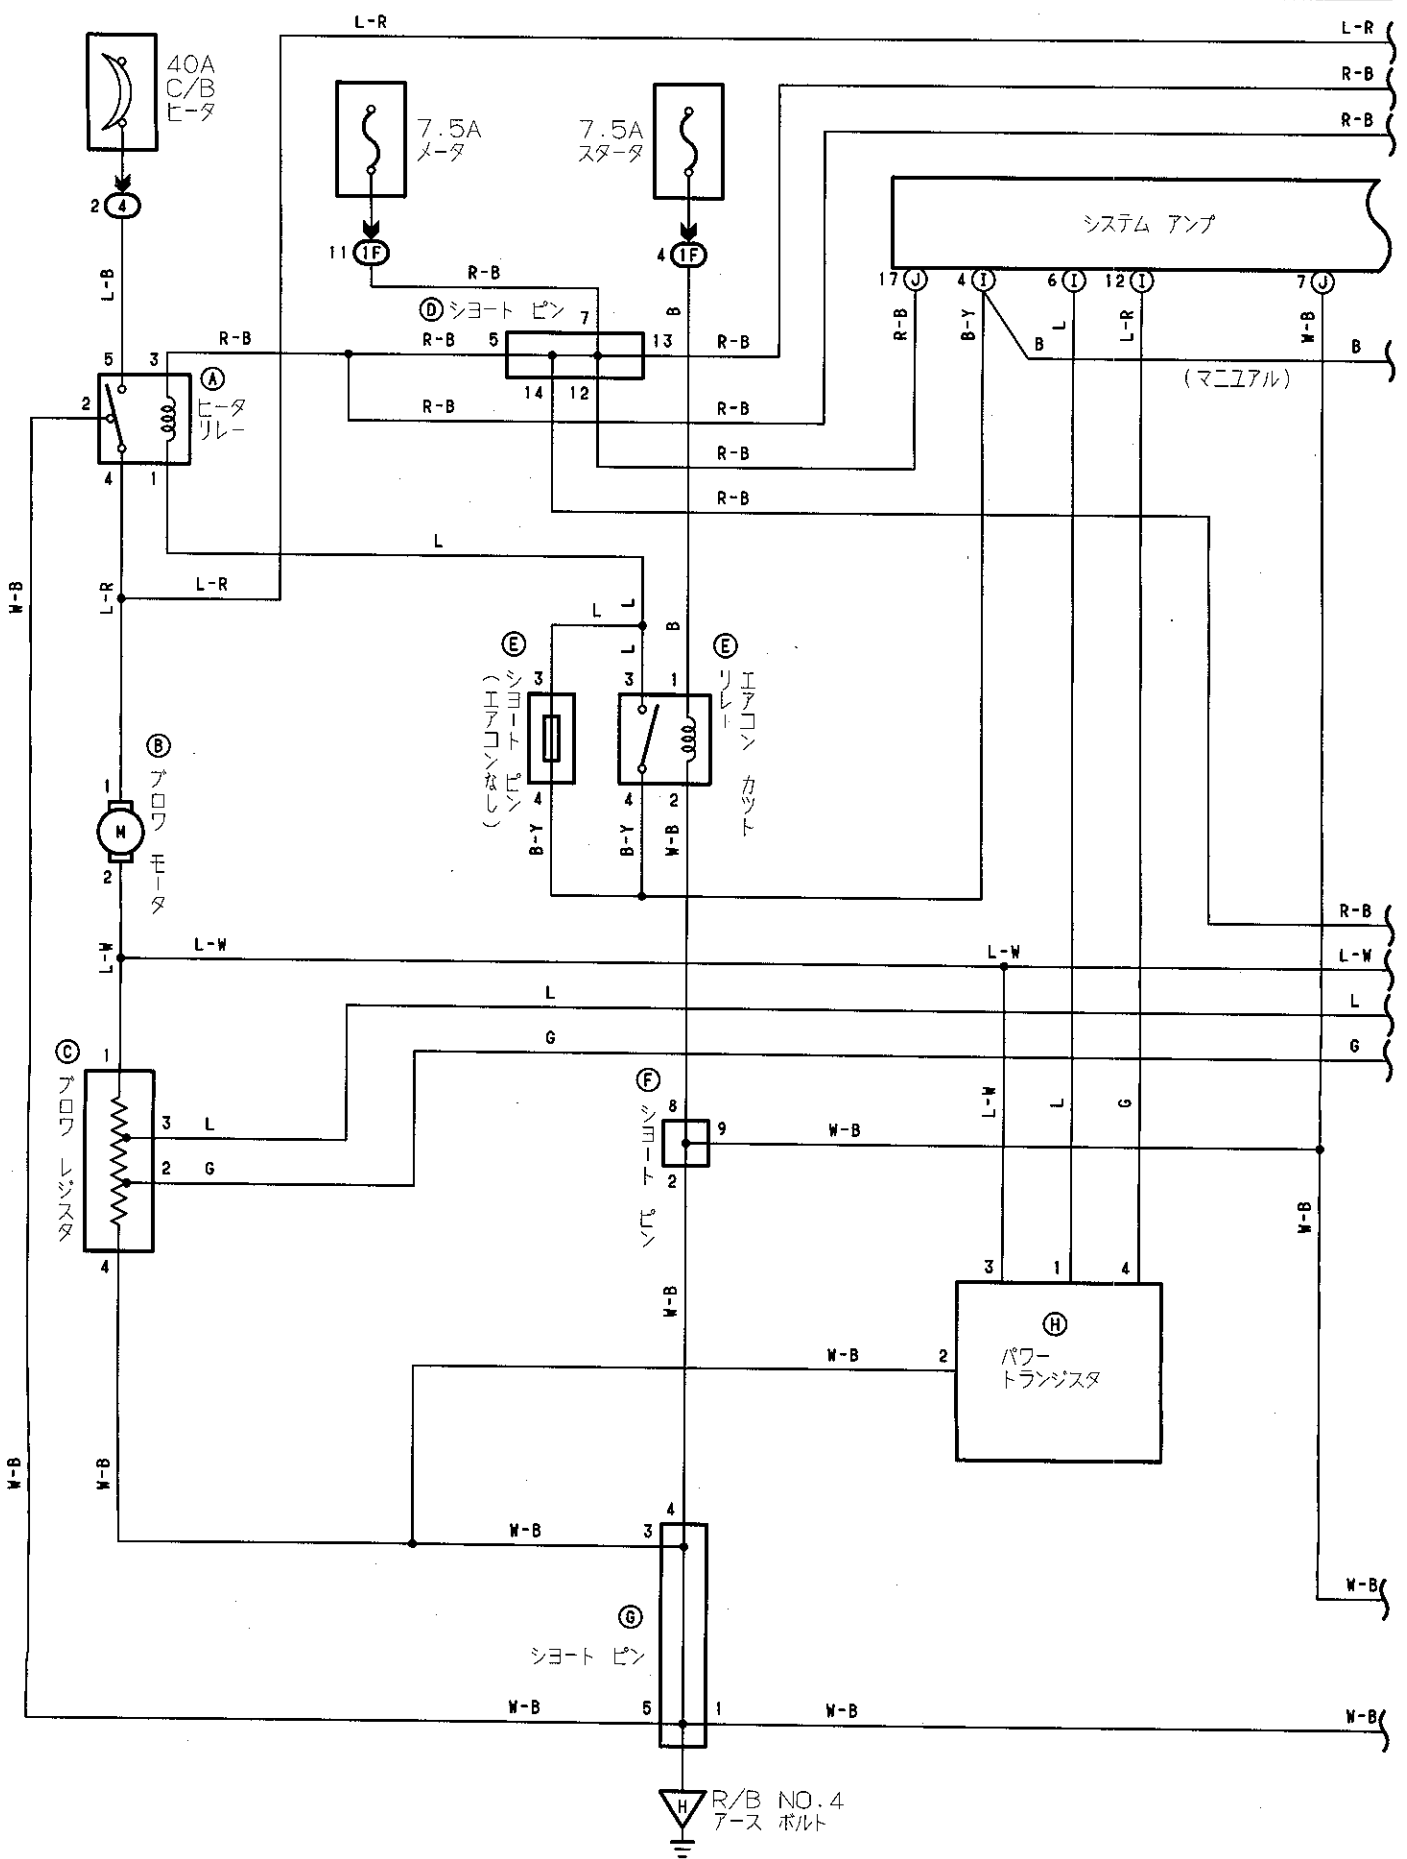 L-R
L-R
40A
C/B
ヒータ
R-B
7.5A
メータ
7.5A
スタータ
R-B
2 4
システム アンプ
11 1F
4 1F
17 J
4 I
6 I
12 I
7 J
R-B
L-B
D ショート ピン
7
B
R-B
B-Y
L
L-R
W-B
R-B
R-B
5
13
R-B
B
B
5
3
A
ヒータ
リレー
2
14
12
(マニュアル)
R-B
R-B
4
1
R-B
R-B
L
W-B
L-R
L-R
L
L
B
E
ショート ピン
(エアコンなし)
3
L
3
1
E
エアコン カット
リレー
B
ブロワ モータ
1
M
2
4
4
2
B-Y
B-Y
W-B
R-B
L-W
L-W
L-W
L-W
L
L
G
G
C
ブロワ レジスタ
1
F
ショート ピン
8
L-W
L
G
3
L
9
W-B
2
G
2
4
W-B
3
1
4
W-B
H
パワー
トランジスタ
W-B
2
W-B
W-B
4
W-B
3
W-B
G
ショート ピン
W-B
5
1
W-B
W-B
H
R/B NO.4
アース ボルト